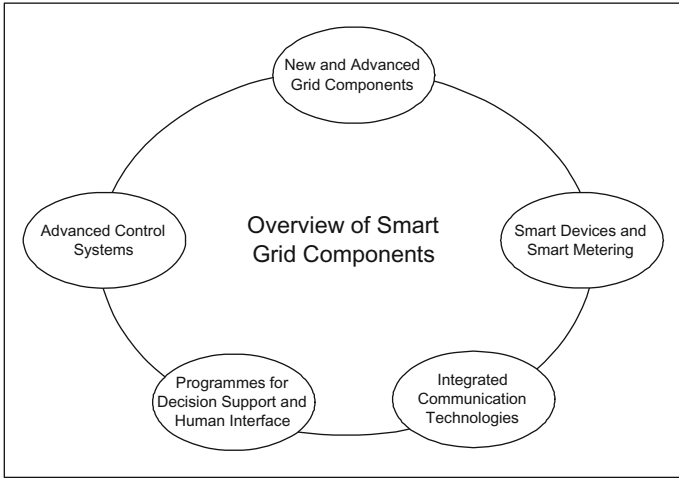 New and Advanced
Grid Components
Advanced Control
Systems
Overview of Smart
Grid Components
Smart Devices and
Smart Metering
Programmes for
Decision Support and
Human Interface
Integrated
Communication
Technologies